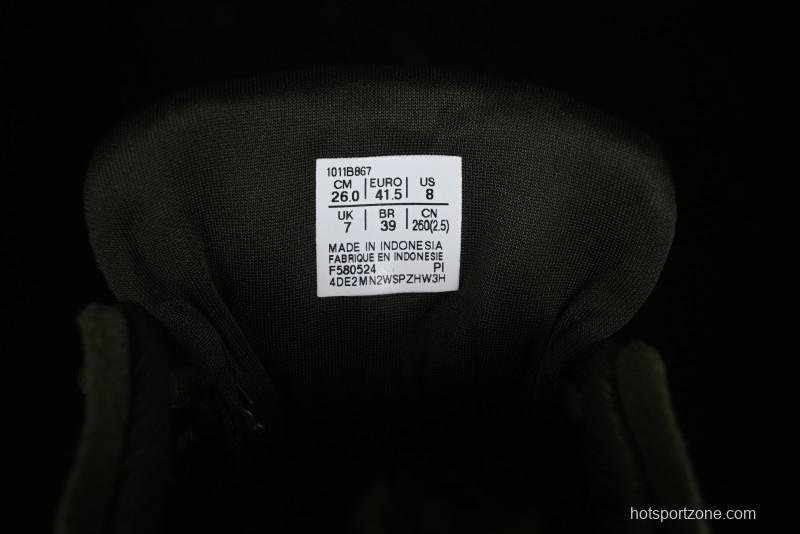 1011B867
CM EURO US
26.0 41.5 8
UK BR CN
7 39 260(2.5)
MADE IN INDONESIA
FABRIQUE EN INDONESIE
F580524 PI
4DE2MN2WSPZHW3H
hotsportzone.com